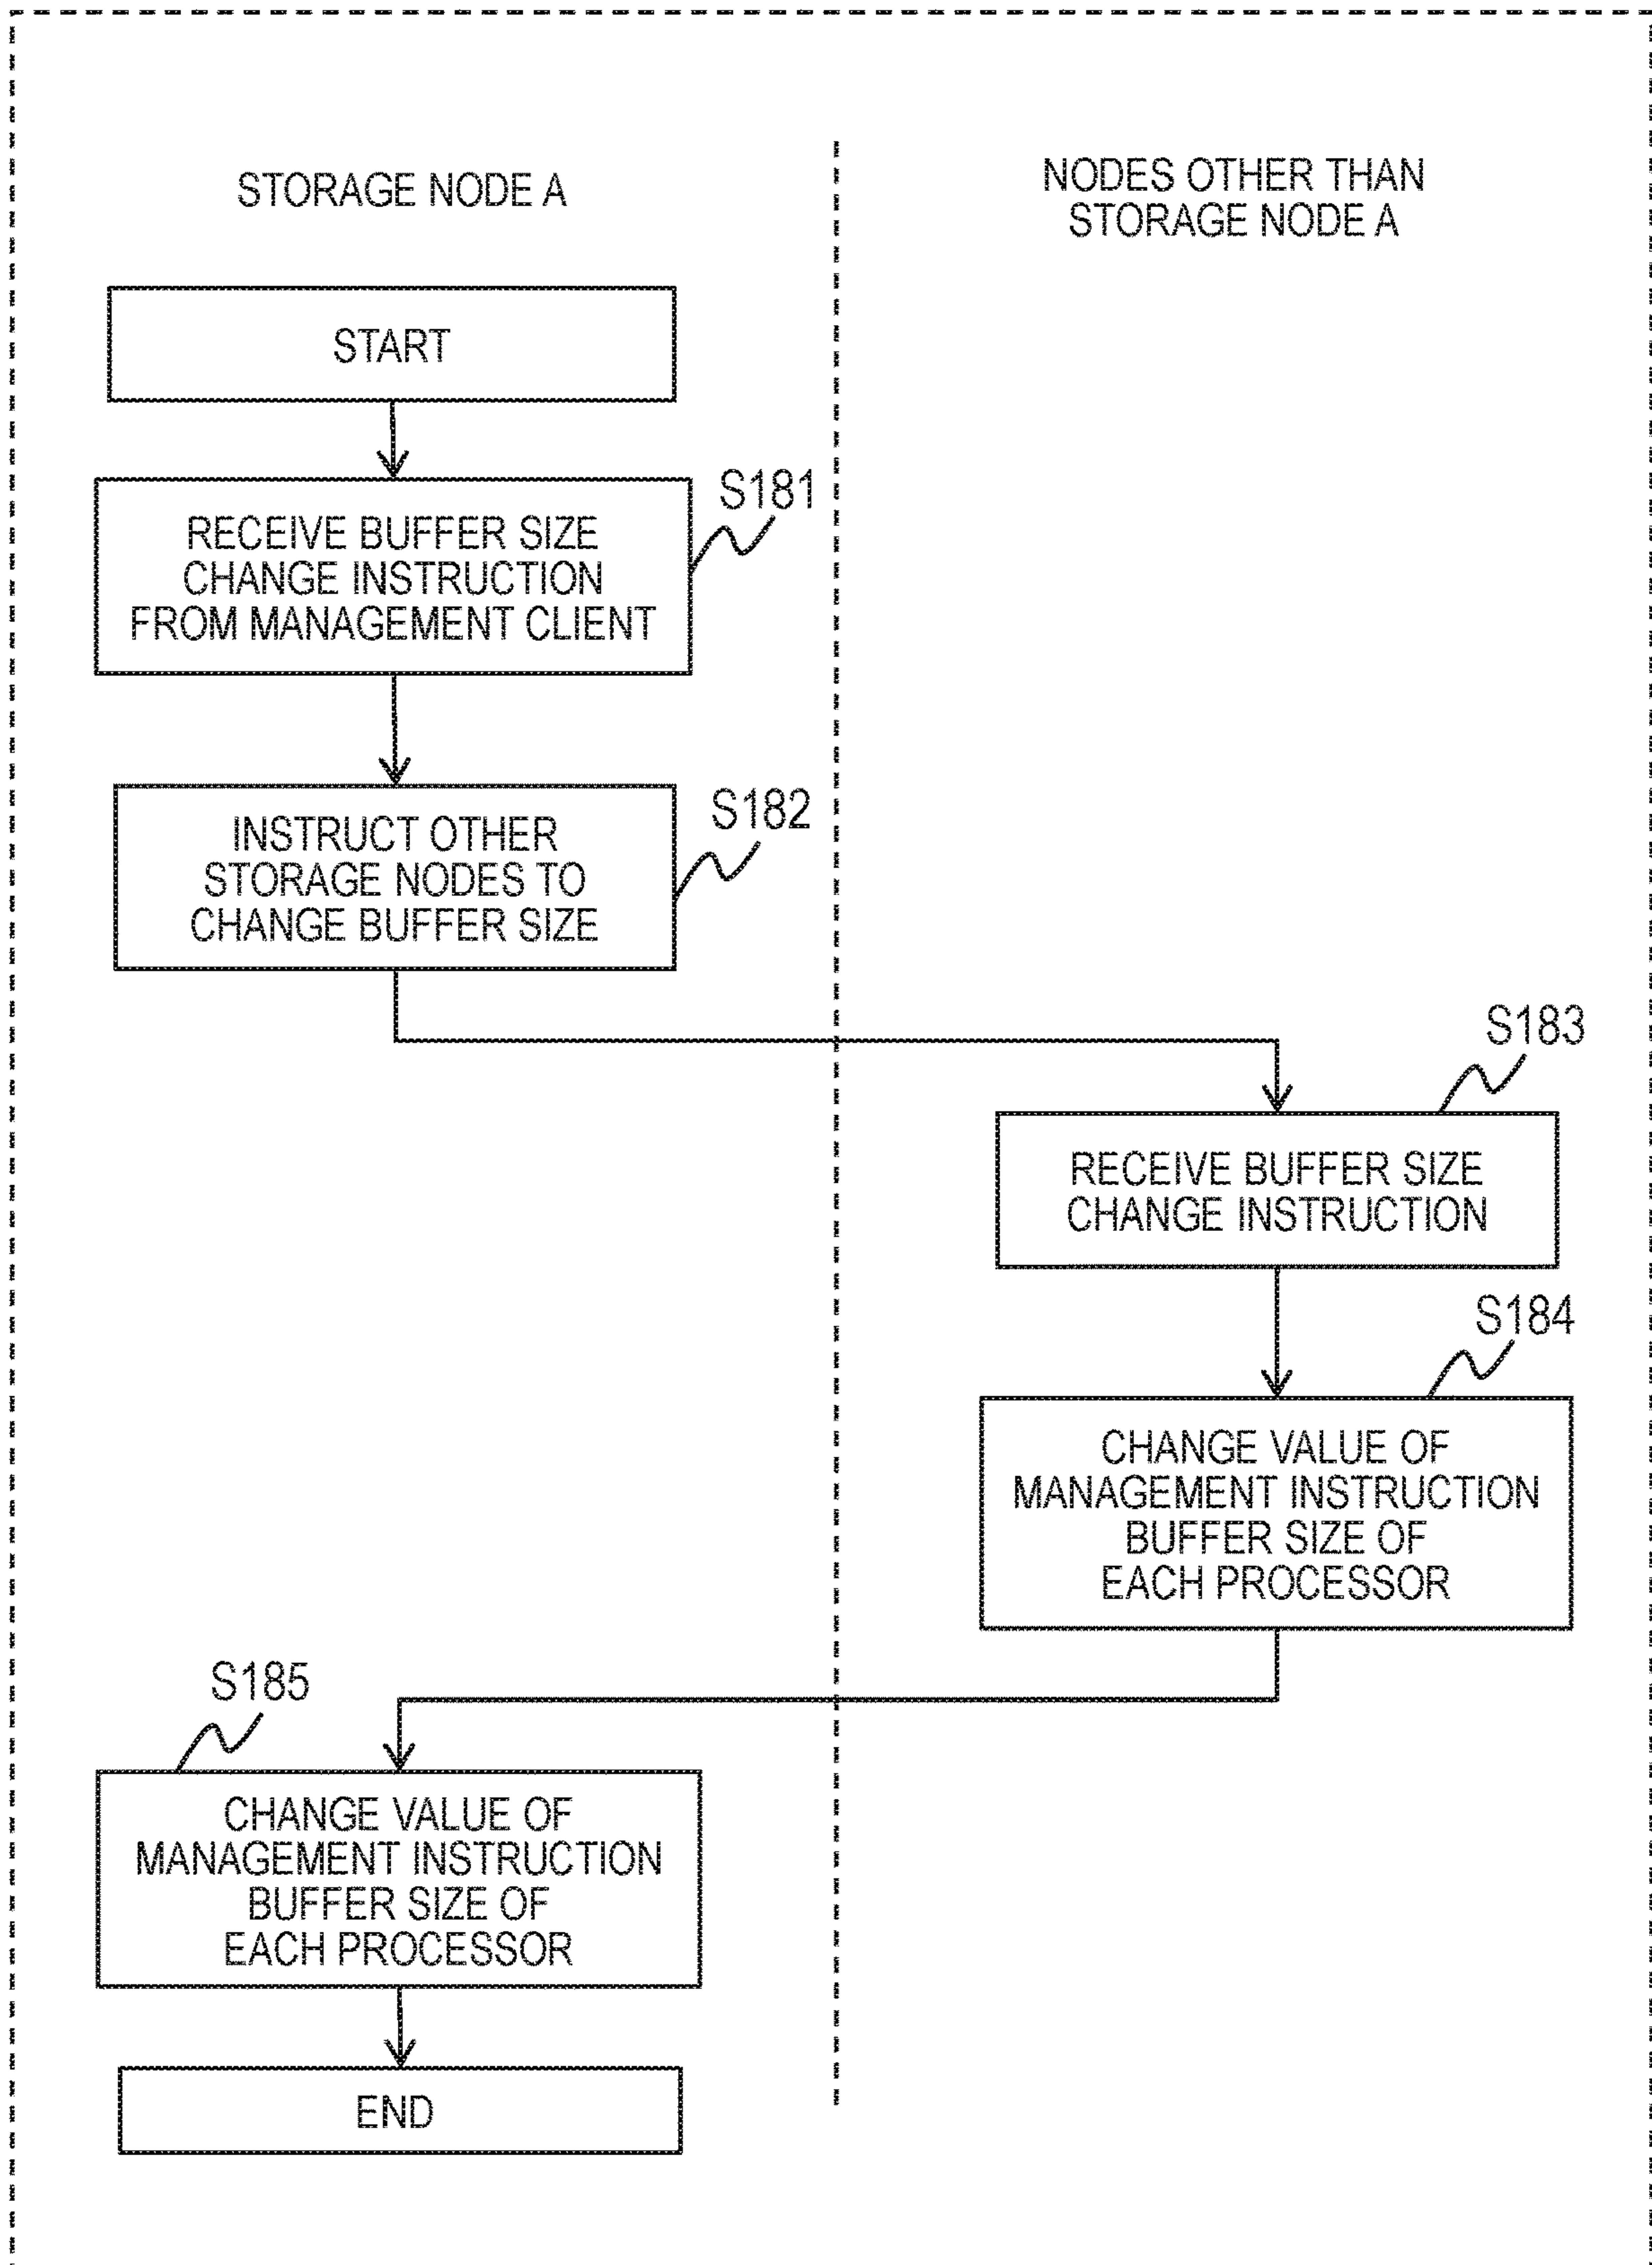 STORAGE NODE A
NODES OTHER THAN
STORAGE NODE A
START
S181
RECEIVE BUFFER SIZE
CHANGE INSTRUCTION
FROM MANAGEMENT CLIENT
S182
INSTRUCT OTHER
STORAGE NODES TO
CHANGE BUFFER SIZE
S183
RECEIVE BUFFER SIZE
CHANGE INSTRUCTION
S184
CHANGE VALUE OF
MANAGEMENT INSTRUCTION
BUFFER SIZE OF
EACH PROCESSOR
S185
CHANGE VALUE OF
MANAGEMENT INSTRUCTION
BUFFER SIZE OF
EACH PROCESSOR
END